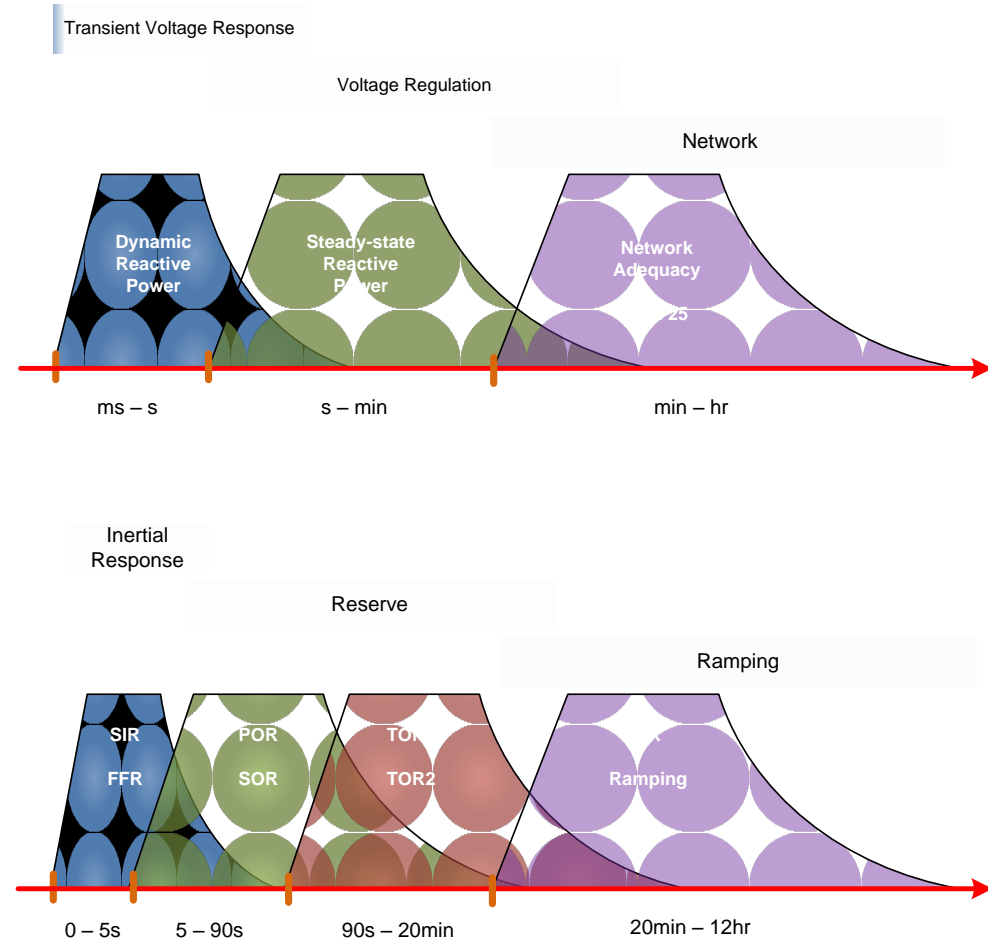 Transient Voltage Response
Voltage Regulation
Network
Dynamic
Reactive
Power
Steady-state
Reactive
Power
Network
Adequacy
25
ms – s
s – min
min – hr
Inertial
Response
Reserve
Ramping
SIR
FFR
POR
SOR
TOR2
Ramping
0 – 5s
5 – 90s
90s – 20min
20min – 12hr